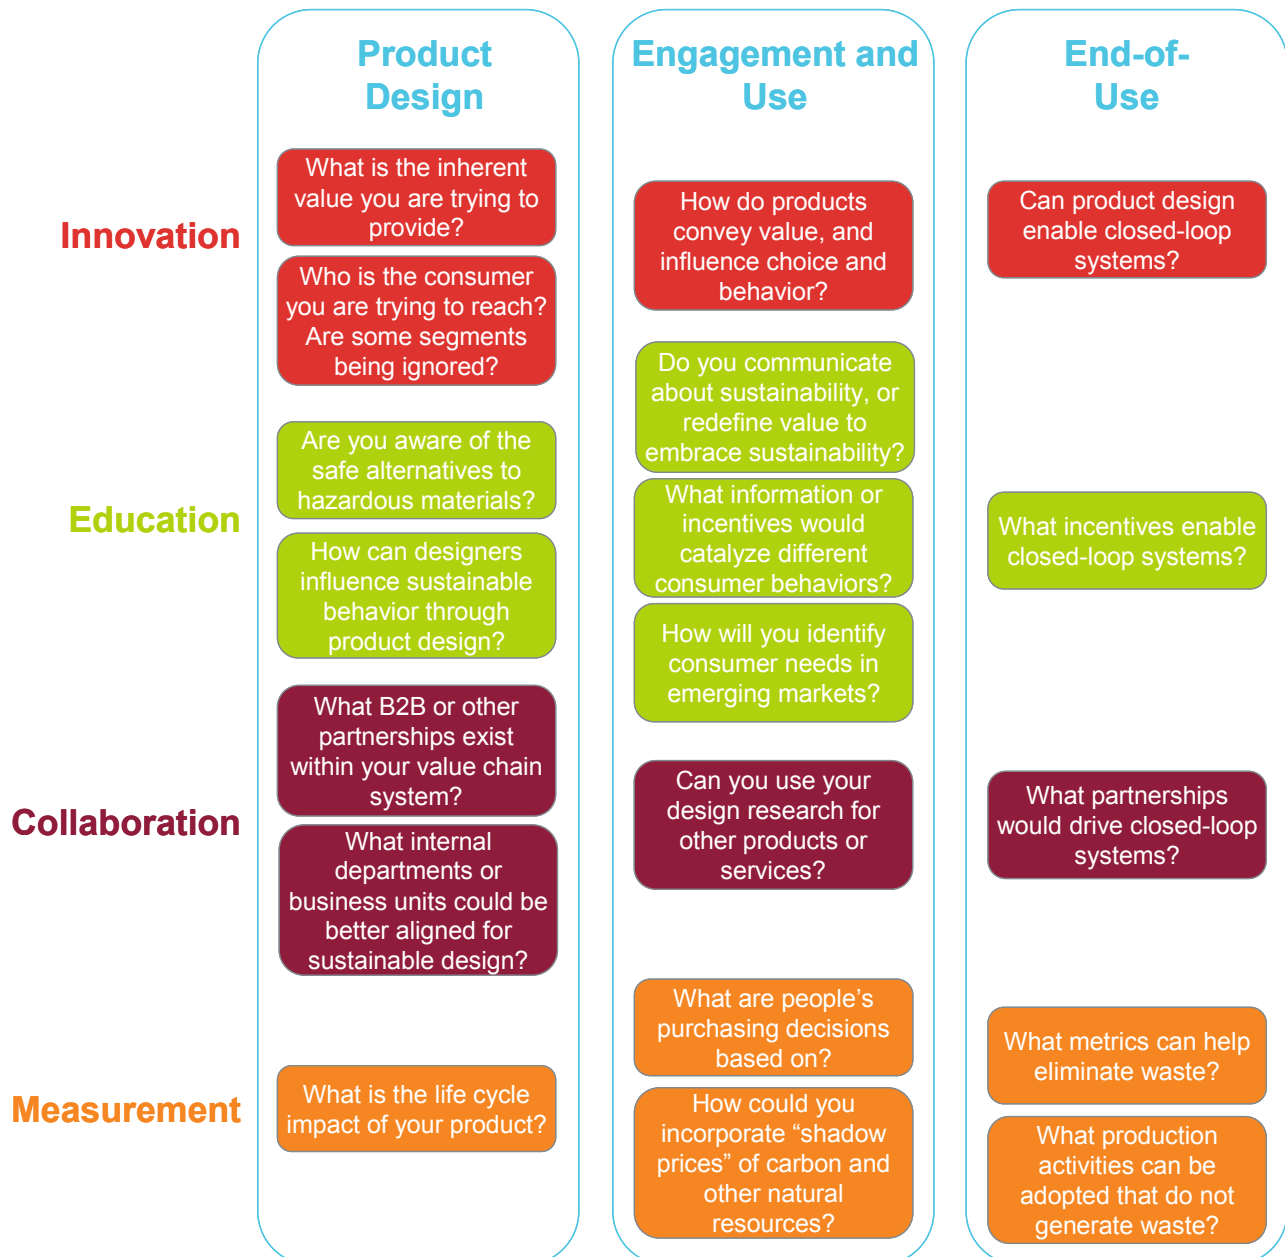 Product
Design
Engagement and
Use
End-of-
Use
Innovation
What is the inherent
value you are trying to
provide?
Who is the consumer
you are trying to reach?
Are some segments
being ignored?
How do products
convey value, and
influence choice and
behavior?
Can product design
enable closed-loop
systems?
Education
Are you aware of the
safe alternatives to
hazardous materials?
How can designers
influence sustainable
behavior through
product design?
Do you communicate
about sustainability, or
redefine value to
embrace sustainability?
What information or
incentives would
catalyze different
consumer behaviors?
How will you identify
consumer needs in
emerging markets?
What incentives enable
closed-loop systems?
Collaboration
What B2B or other
partnerships exist
within your value chain
system?
What internal
departments or
business units could be
better aligned for
sustainable design?
Can you use your
design research for
other products or
services?
What partnerships
would drive closed-loop
systems?
Measurement
What is the life cycle
impact of your product?
What are people’s
purchasing decisions
based on?
How could you
incorporate “shadow
prices” of carbon and
other natural
resources?
What metrics can help
eliminate waste?
What production
activities can be
adopted that do not
generate waste?